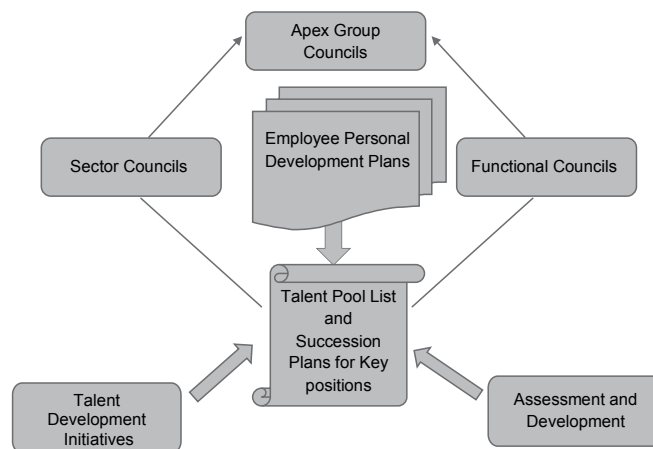 Apex Group
Councils
Employee Personal
Development Plans
Sector Councils
Functional Councils
Talent Pool List
and
Succession
Plans for Key
positions
Talent
Development
Initiatives
Assessment and
Development